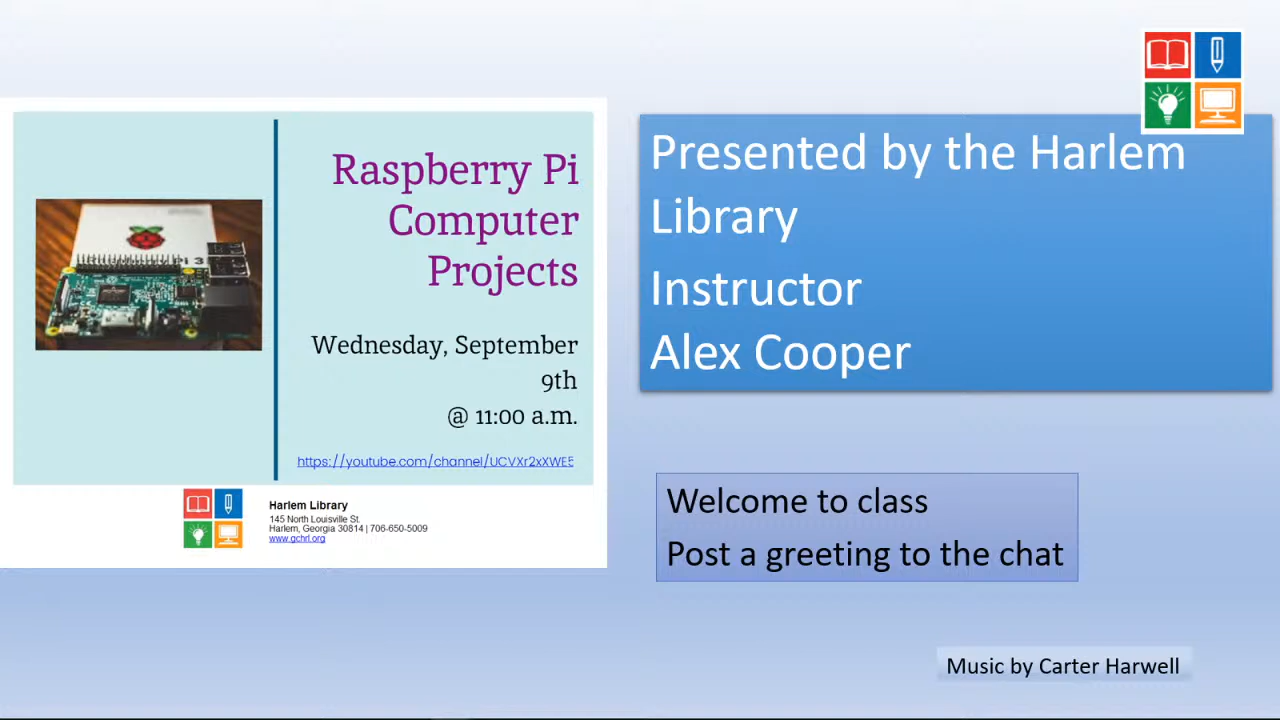 Raspberry Pi
Computer
Projects
Wednesday, September
9th
@ 11:00 a.m.
https://youtube.com/channel/UCVXr2xXWE5
Harlem Library
145 North Louisville St.
Harlem, Georgia 30814 | 706-650-5009
www.gchrl.org
Presented by the Harlem
Library
Instructor
Alex Cooper
Welcome to class
Post a greeting to the chat
Music by Carter Harwell